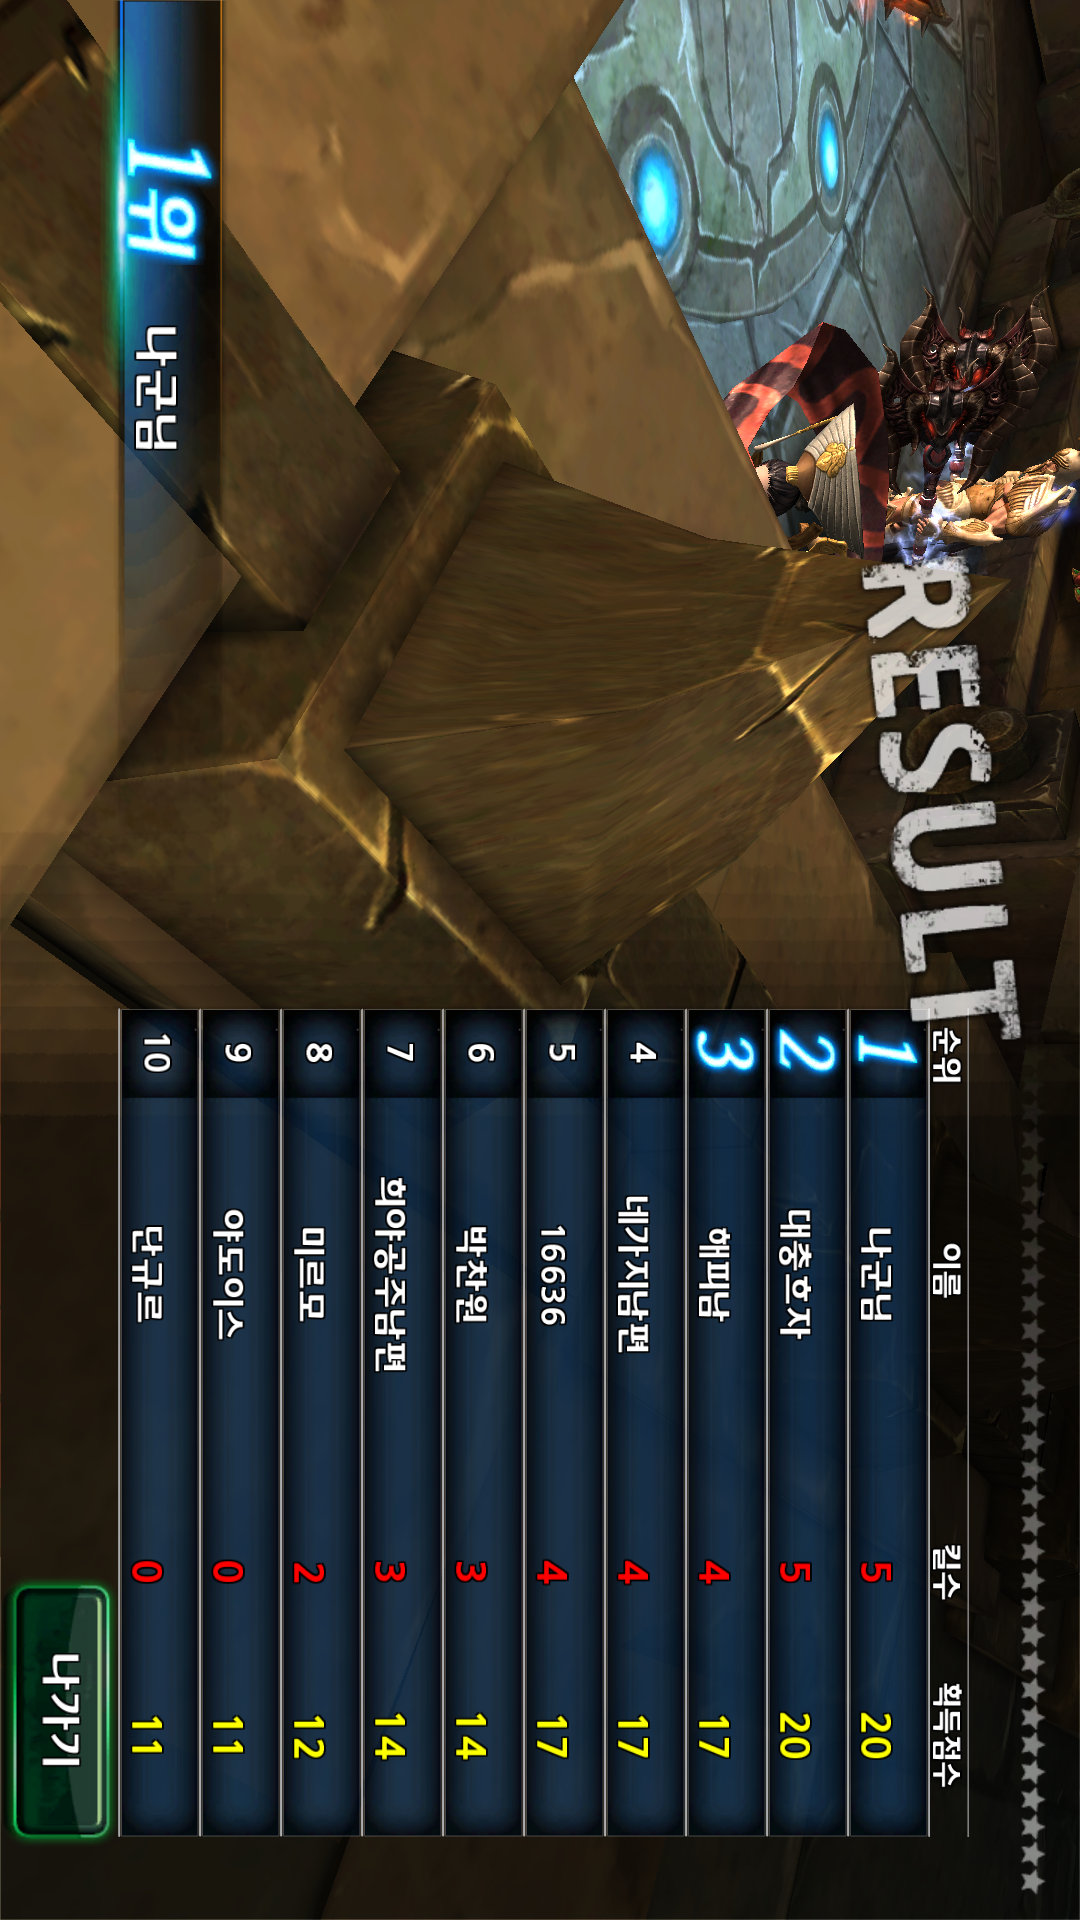 RESULT
순위 이름 킬수 획득점수
1 나군님 5 20
2 대충흐자 5 20
3 해피남 4 17
4 네가지남편 4 17
5 16636 4 17
6 박찬원 3 14
7 희야공주남편 3 14
8 미르모 2 12
9 야도이스 0 11
10 단규르 0 11
1위 나군님
나가기